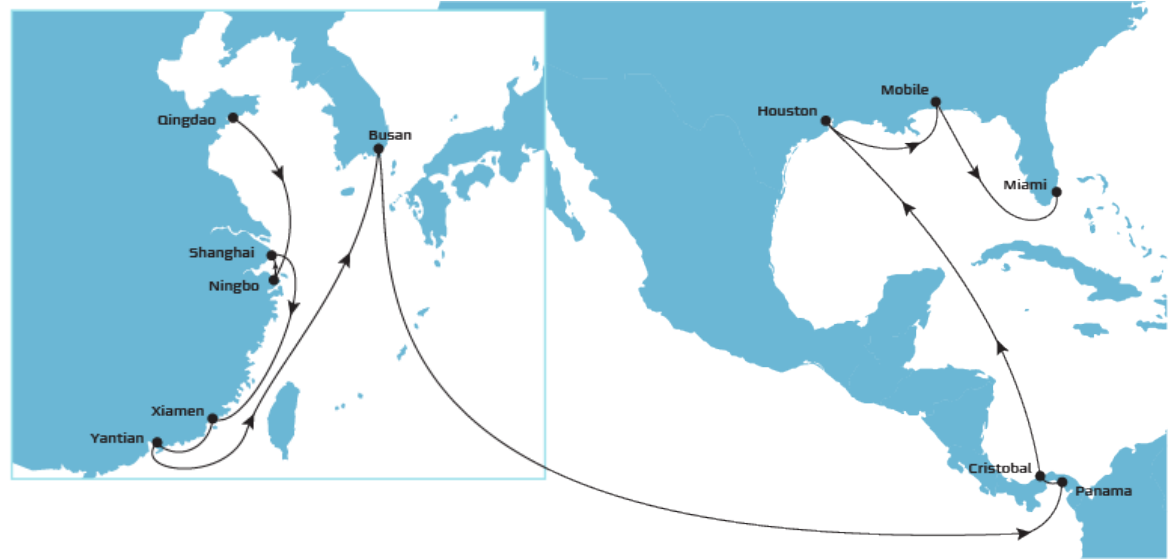 Mobile
Houston
Qingdao
Busan
Miami
Shanghai
Ningbo
Xiamen
Yantian
Cristobal
Panama